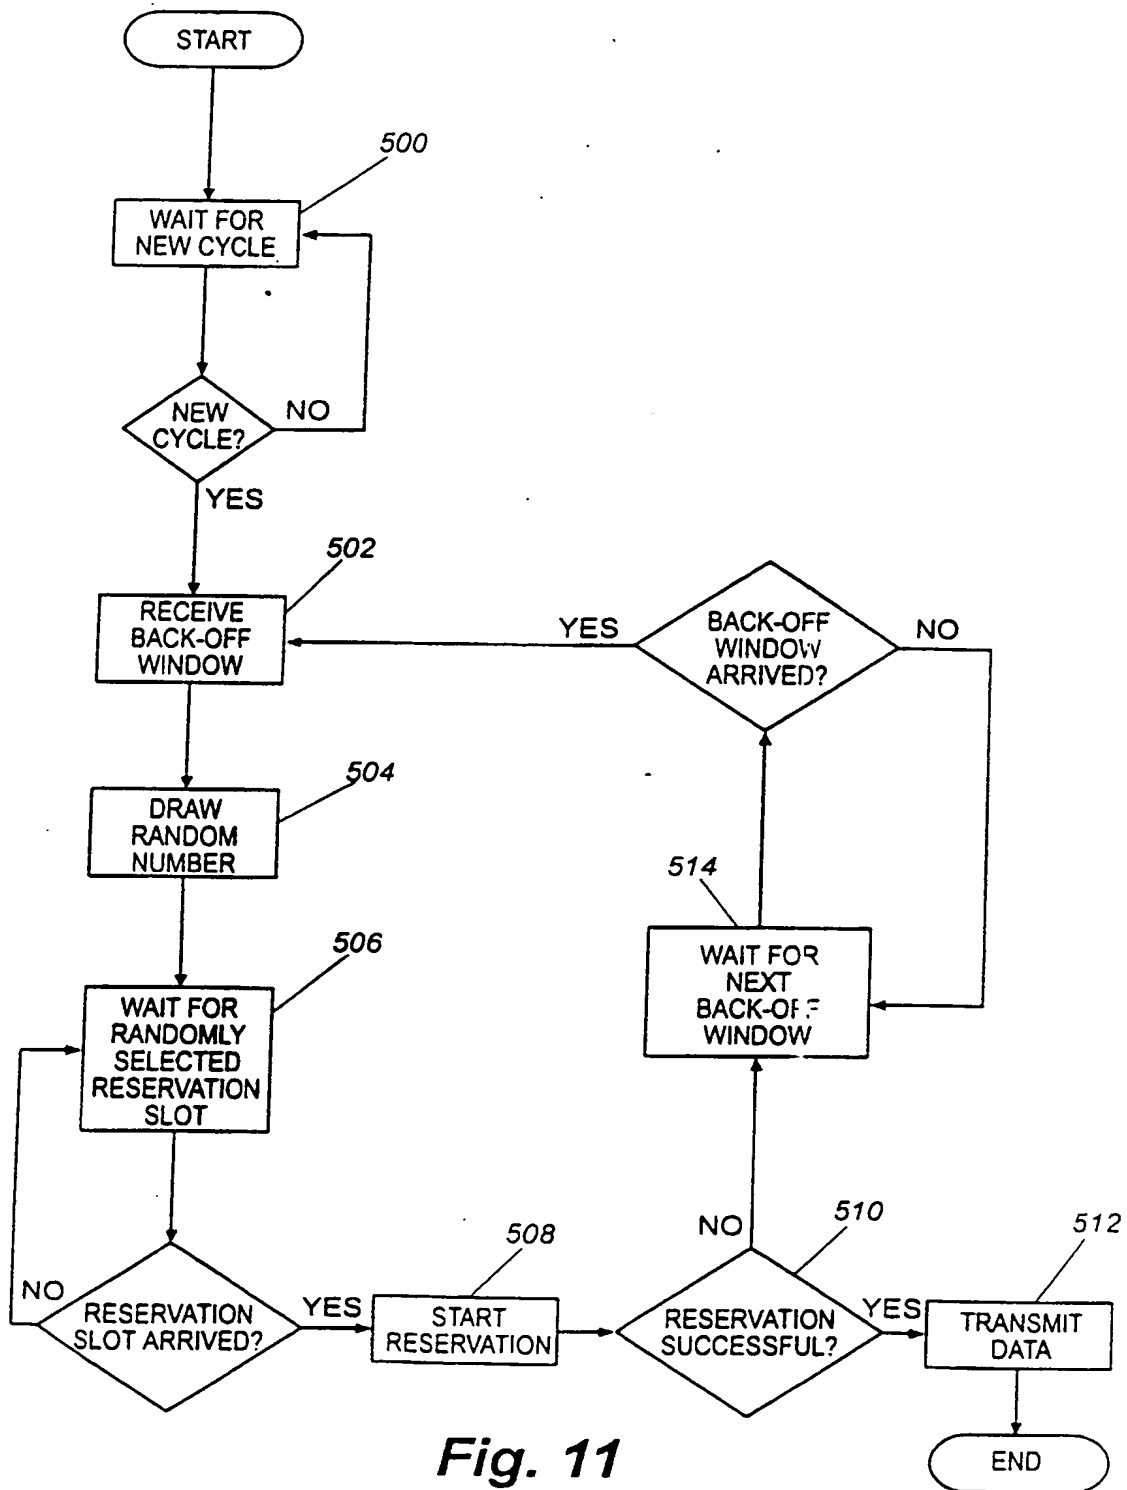 START
500
WAIT FOR
NEW CYCLE
NEW
CYCLE?
NO
YES
502
RECEIVE
BACK-OFF
WINDOW
YES
BACK-OFF
WINDOW
ARRIVED?
NO
504
DRAW
RANDOM
NUMBER
514
WAIT FOR
NEXT
BACK-OFF
WINDOW
506
WAIT FOR
RANDOMLY
SELECTED
RESERVATION
SLOT
NO
RESERVATION
SLOT ARRIVED?
YES
508
START
RESERVATION
NO
510
RESERVATION
SUCCESSFUL?
YES
512
TRANSMIT
DATA
END
Fig. 11